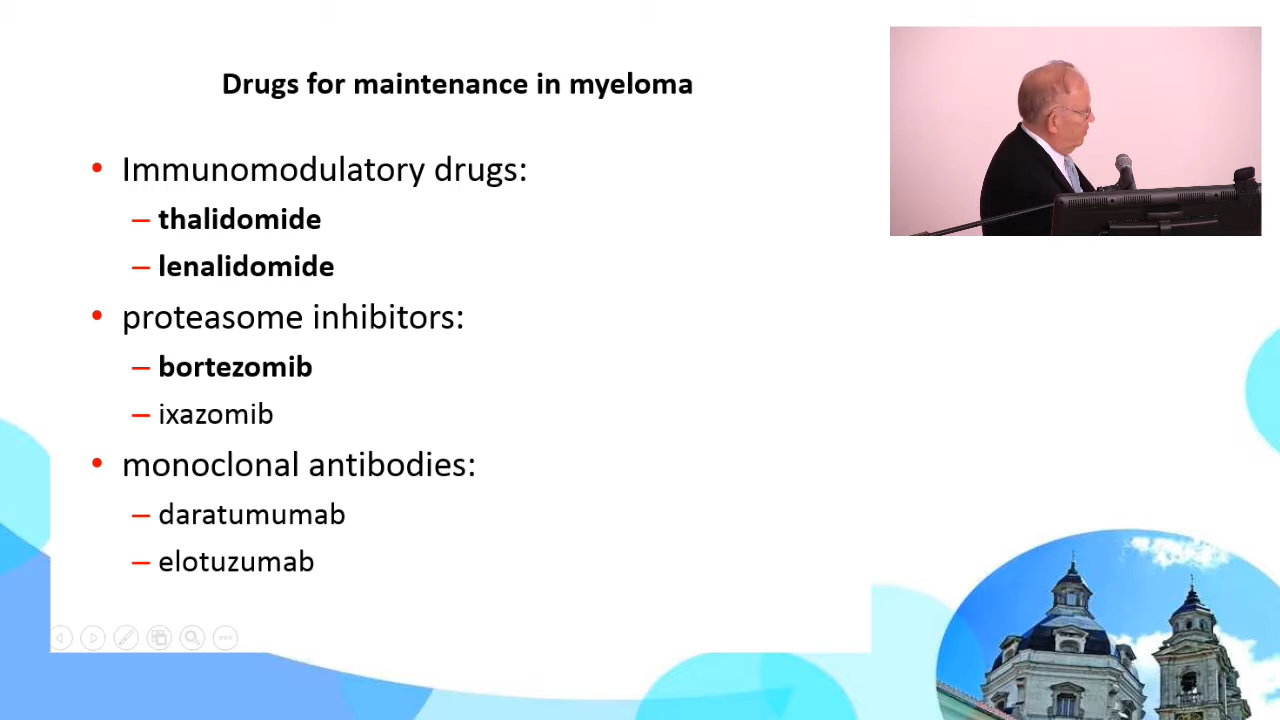 Drugs for maintenance in myeloma
• Immunomodulatory drugs:
– thalidomide
– lenalidomide
• proteasome inhibitors:
– bortezomib
– ixazomib
• monoclonal antibodies:
– daratumumab
– elotuzumab